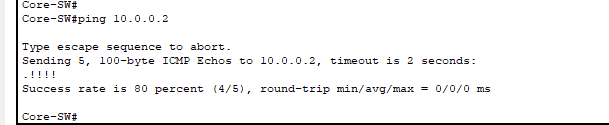 Core-SW#
Core-SW#ping 10.0.0.2
Type escape sequence to abort.
Sending 5, 100-byte ICMP Echos to 10.0.0.2, timeout is 2 seconds:
.!!!!
Success rate is 80 percent (4/5), round-trip min/avg/max = 0/0/0 ms
Core-SW#